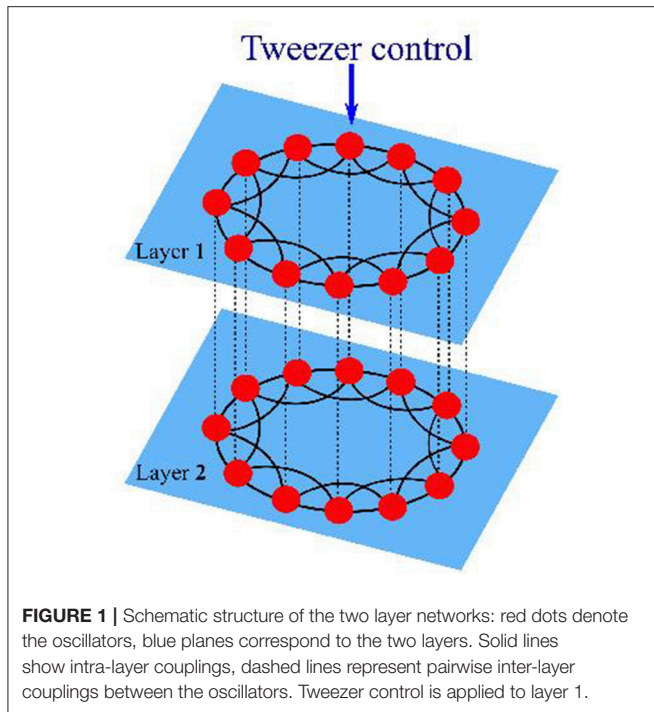 Tweezer control
Layer 1
Layer 2
FIGURE 1 | Schematic structure of the two layer networks: red dots denote
the oscillators, blue planes correspond to the two layers. Solid lines
show intra-layer couplings, dashed lines represent pairwise inter-layer
couplings between the oscillators. Tweezer control is applied to layer 1.